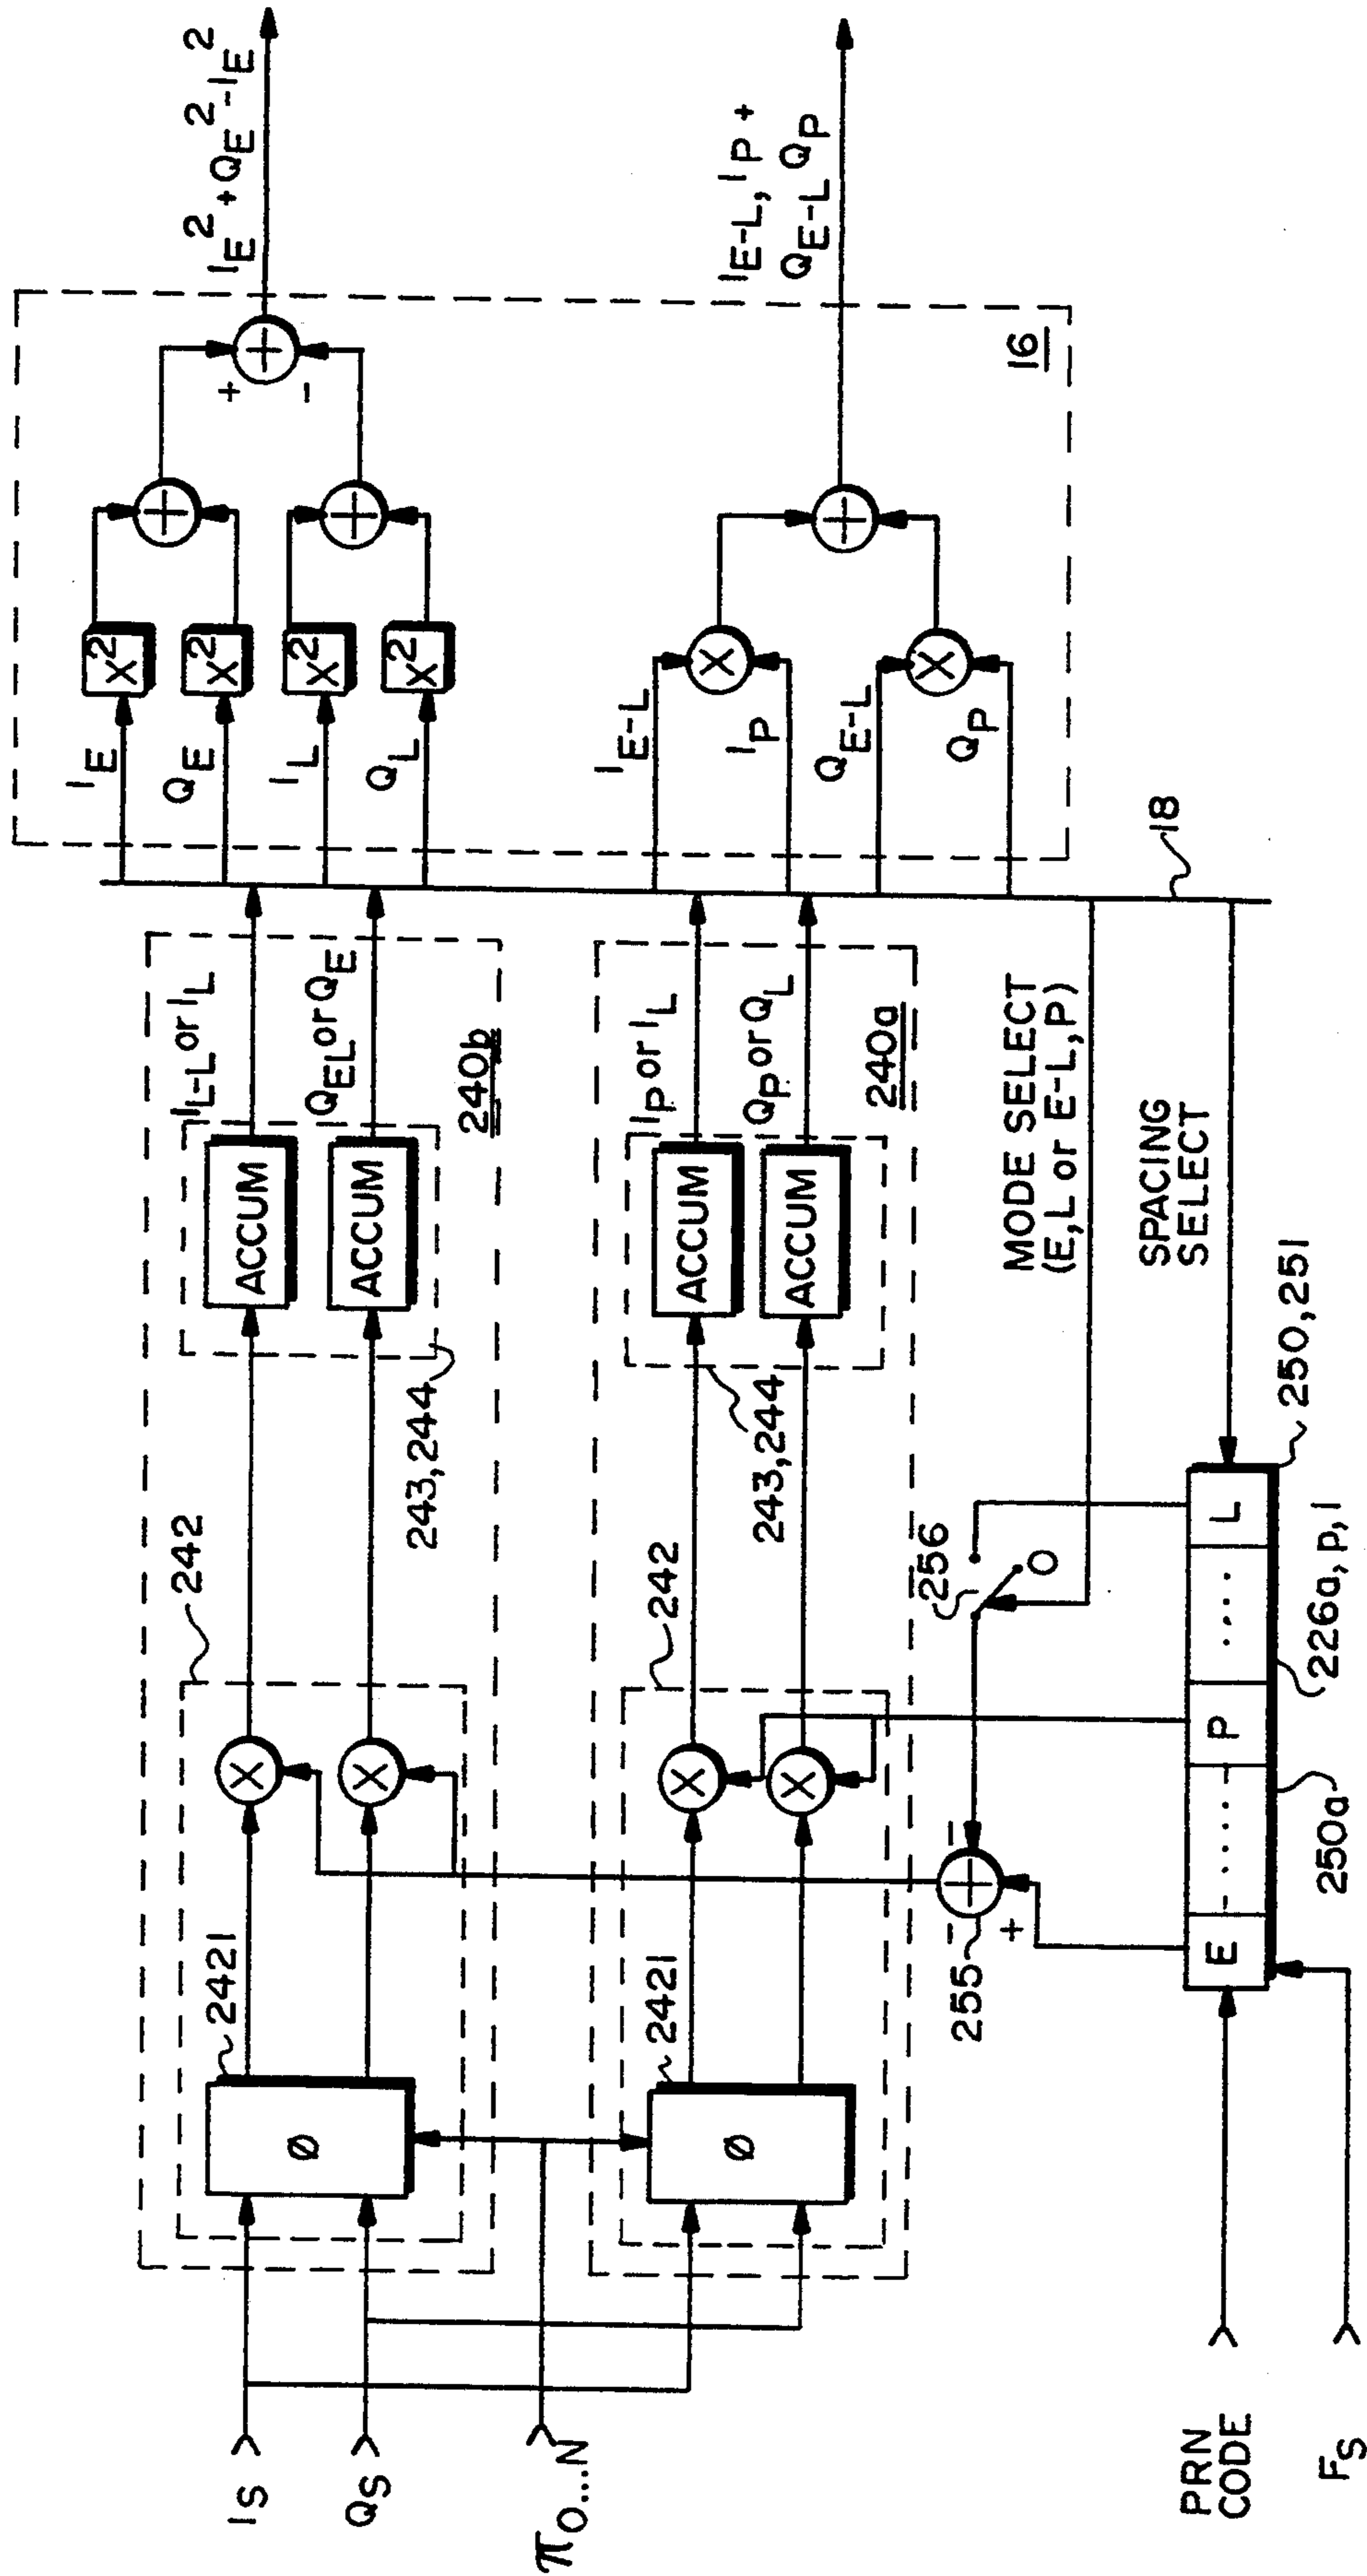 I_S
Q_S
π_0...N
PRN
CODE
F_S
2421
Ø
242
X
X
243,244
ACCUM
ACCUM
I_L-L or I_L
Q_EL or Q_E
240b
2421
Ø
242
X
X
243,244
ACCUM
ACCUM
I_P or I_L
Q_P or Q_L
240a
255
+
-
-
+
256
O
MODE SELECT
(E,L or E-L,P)
SPACING
SELECT
E
P
....
L
250a
226a,p,l
250,251
18
I_E
Q_E
I_L
Q_L
X^2
X^2
X^2
X^2
+
+
+
+
-
I_E^2+Q_E^2-I_E^2
I_E-L
I_P
Q_E-L
Q_P
X
X
+
16
I_E-L, I_P +
Q_E-L Q_P